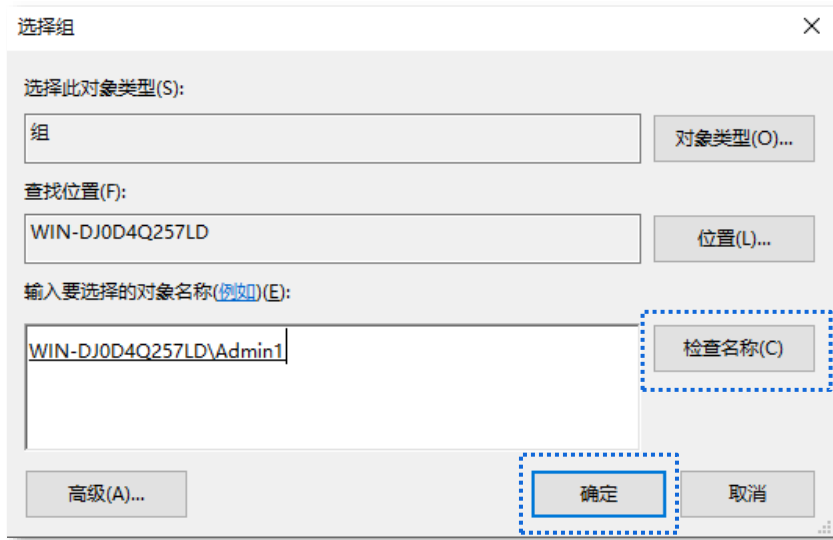 选择组
选择此对象类型(S):
组
对象类型(O)...
查找位置(F):
WIN-DJ0D4Q257LD
位置(L)...
输入要选择的对象名称(例如)(E):
WIN-DJ0D4Q257LD\Admin1
检查名称(C)
高级(A)...
确定
取消